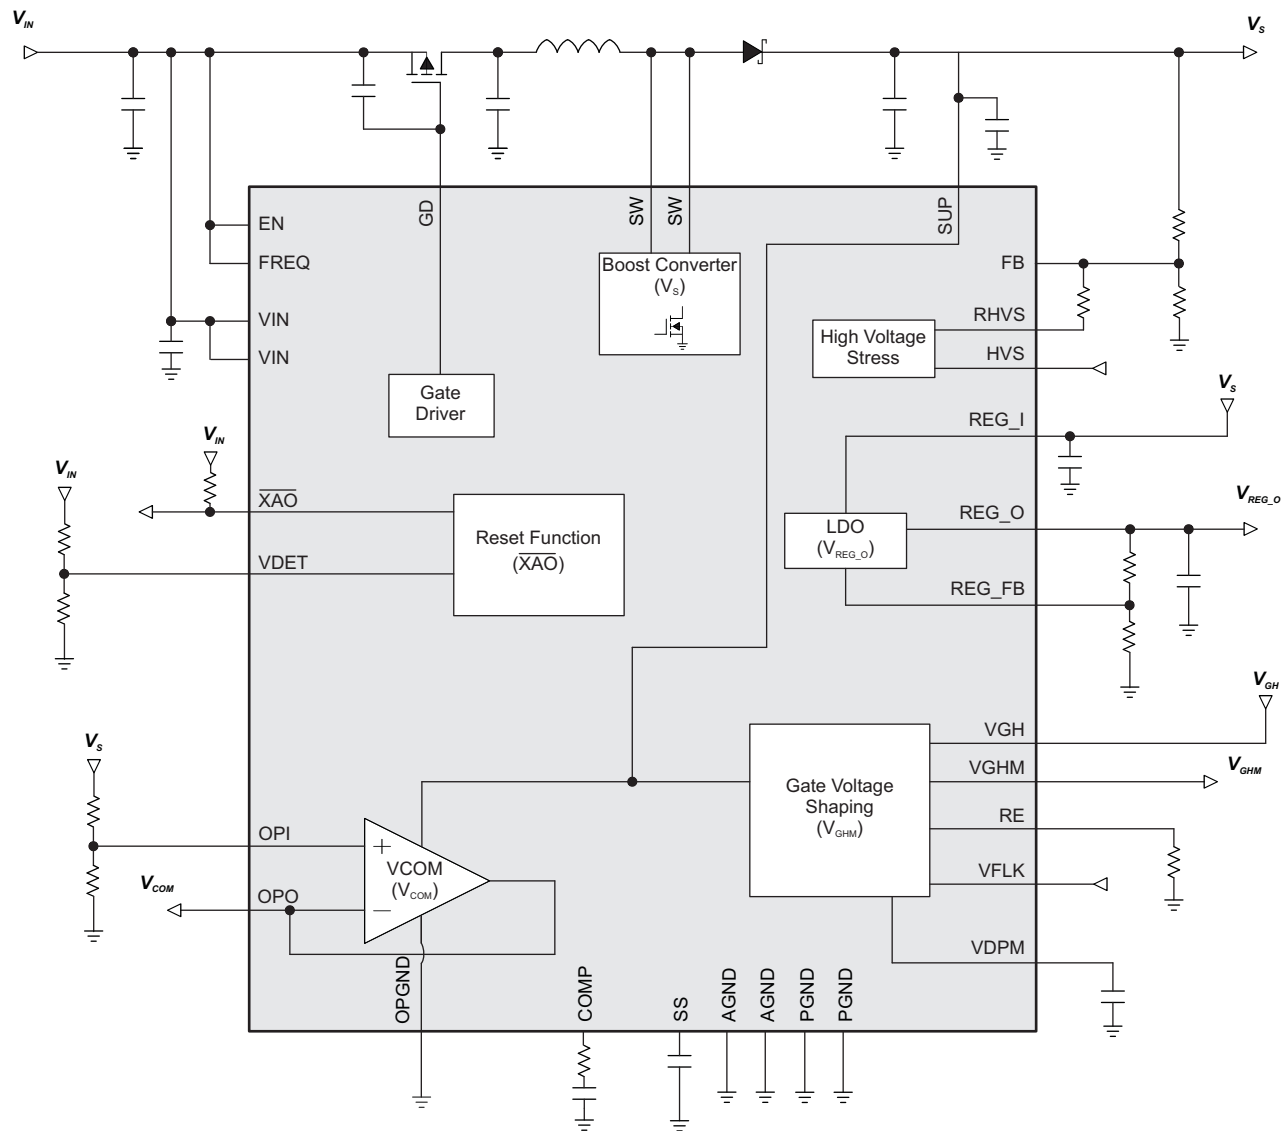 V_IN
V_S
EN
FREQ
VIN
VIN
GD
SW
SW
SUP
Boost Converter
(V_S)
FB
RHVS
HVS
High Voltage
Stress
Gate
Driver
V_S
REG_I
V_IN
V_IN
XAO
VDET
Reset Function
(XAO)
LDO
(V_REG_O)
REG_O
V_REG_O
REG_FB
V_GH
VGH
VGHM
V_GHM
RE
VFLK
VDPM
Gate Voltage
Shaping
(V_GHM)
V_S
OPI
+
VCOM
(V_COM)
−
V_COM
OPO
OPGND
COMP
SS
AGND
AGND
PGND
PGND